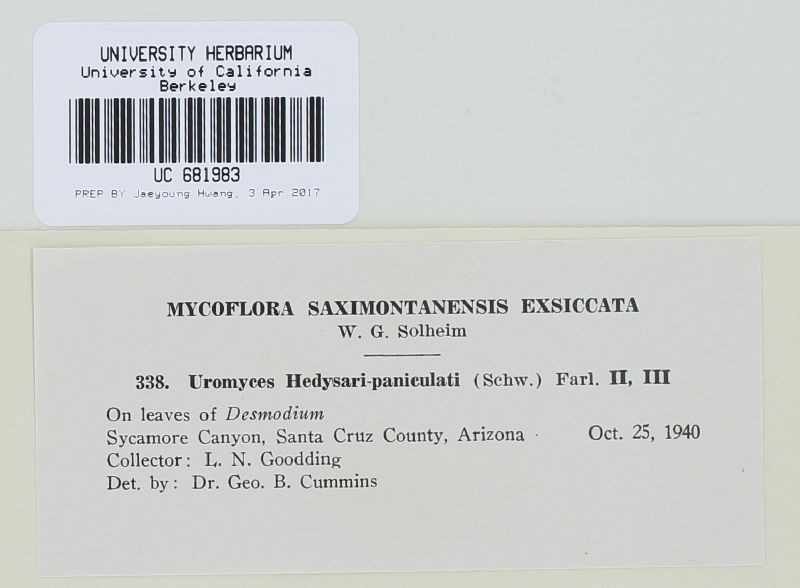 UNIVERSITY HERBARIUM
University of California
Berkeley
UC 681983
PREP BY Jaeyoung Hwang, 3 Apr 2017
MYCOFLORA SAXIMONTANENSIS EXSICCATA
W. G. Solheim
338. Uromyces Hedysari-paniculati (Schw.) Farl. II, III
On leaves of Desmodium
Sycamore Canyon, Santa Cruz County, Arizona Oct. 25, 1940
Collector: L. N. Goodding
Det. by: Dr. Geo. B. Cummins